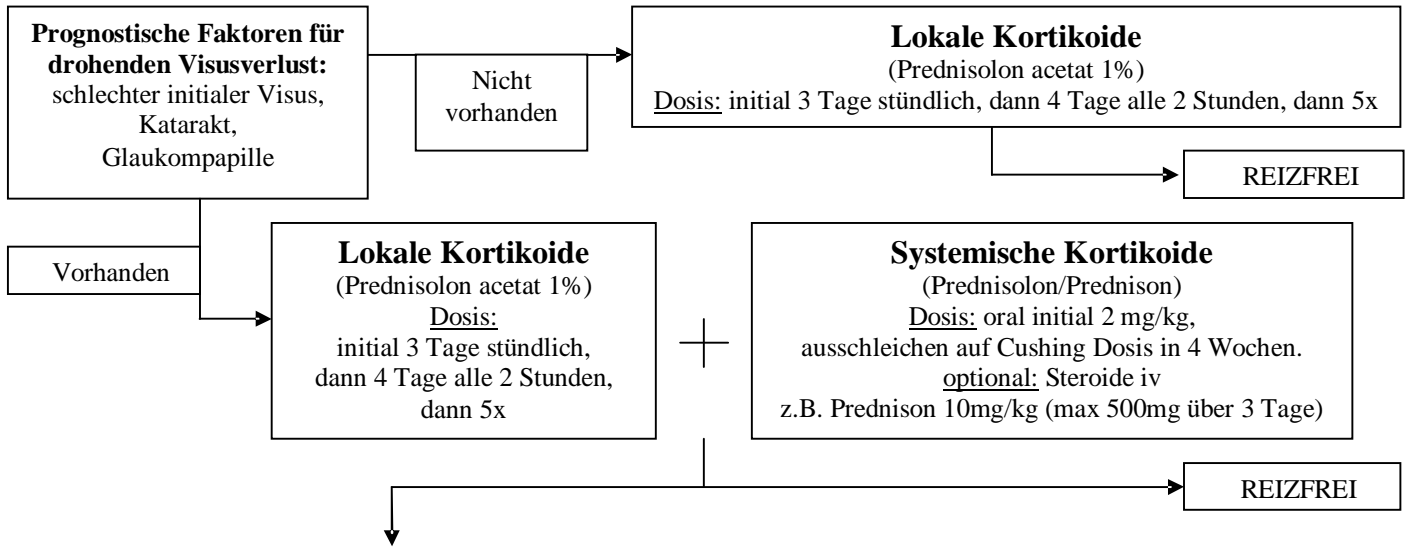 Prognostische Faktoren für
drohenden Visusverlust:
schlechter initialer Visus,
Katarakt,
Glaukompapille
Nicht
vorhanden
Lokale Kortikoide
(Prednisolon acetat 1%)
Dosis: initial 3 Tage stündlich, dann 4 Tage alle 2 Stunden, dann 5x
REIZFREI
Vorhanden
Lokale Kortikoide
(Prednisolon acetat 1%)
Dosis:
initial 3 Tage stündlich,
dann 4 Tage alle 2 Stunden,
dann 5x
Systemische Kortikoide
(Prednisolon/Prednison)
Dosis: oral initial 2 mg/kg,
ausschleichen auf Cushing Dosis in 4 Wochen.
optional: Steroide iv
z.B. Prednison 10mg/kg (max 500mg über 3 Tage)
REIZFREI